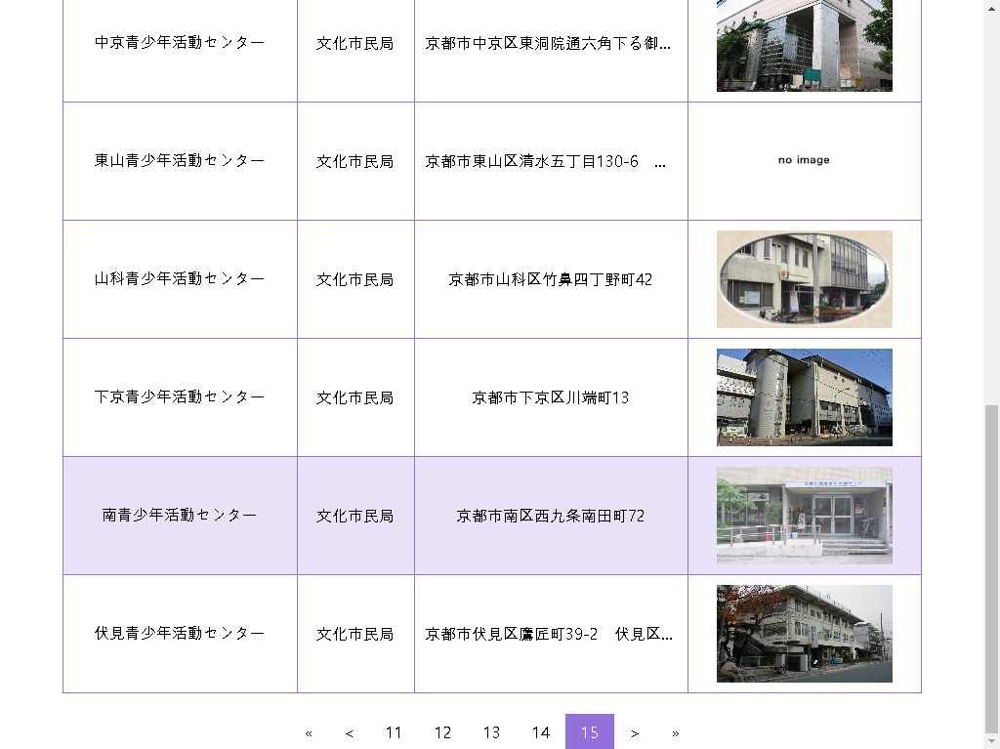 中京青少年活動センター 文化市民局 京都市中京区東洞院通六角下る御...
東山青少年活動センター 文化市民局 京都市東山区清水五丁目130-6　... no image
山科青少年活動センター 文化市民局 京都市山科区竹鼻四丁野町42
下京青少年活動センター 文化市民局 京都市下京区川端町13
南青少年活動センター 文化市民局 京都市南区西九条南田町72
伏見青少年活動センター 文化市民局 京都市伏見区鷹匠町39-2　伏見区...
« < 11 12 13 14 15 > »